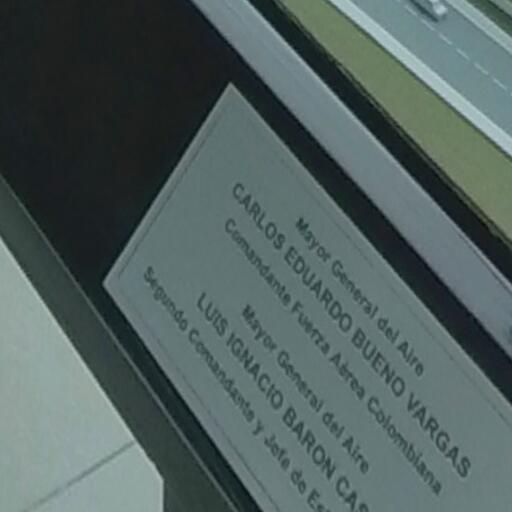 Mayor General del Aire
CARLOS EDUARDO BUENO VARGAS
Comandante Fuerza Aérea Colombiana
Mayor General del Aire
LUIS IGNACIO BARON CAS
Segundo Comandante y Jefe de Es